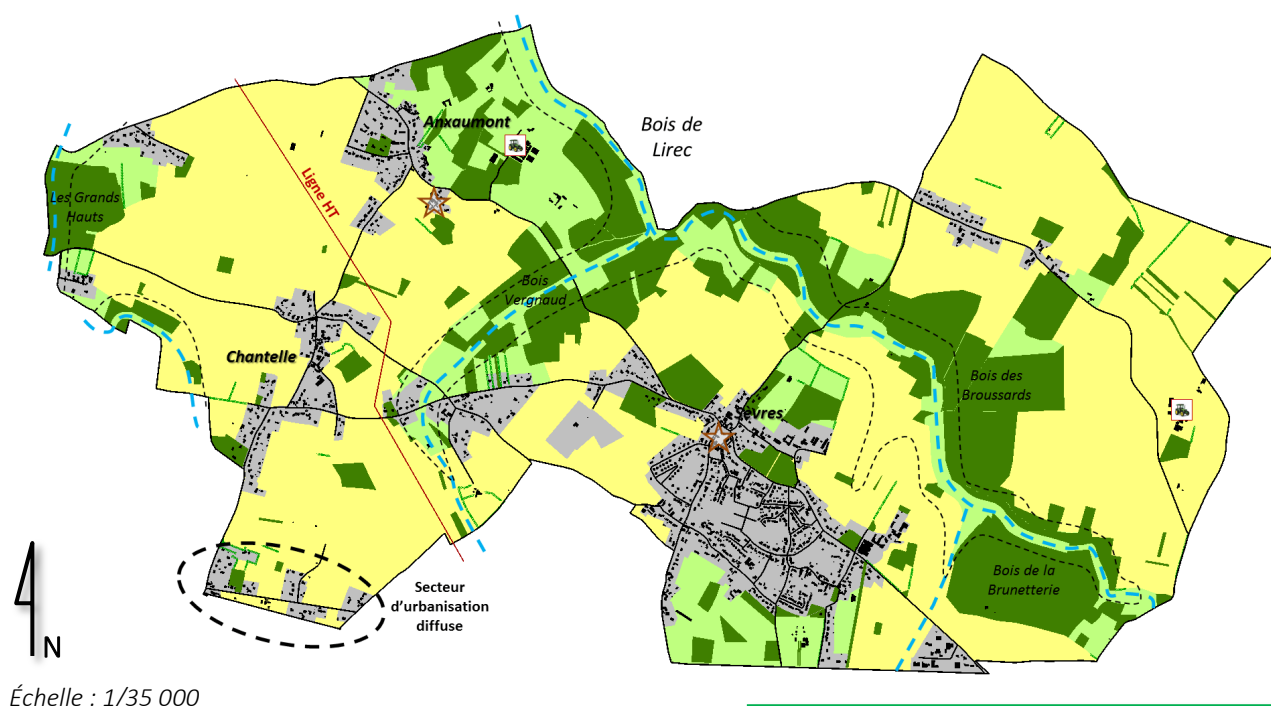 Anxaumont
Bois de
Lirec
Les Grands
Hauts
Ligne HT
Bois
Vergnaud
Chantelle
Sèvres
Bois des
Broussards
Secteur
d'urbanisation
diffuse
Bois de la
Brunetterie
N
Échelle : 1/35 000